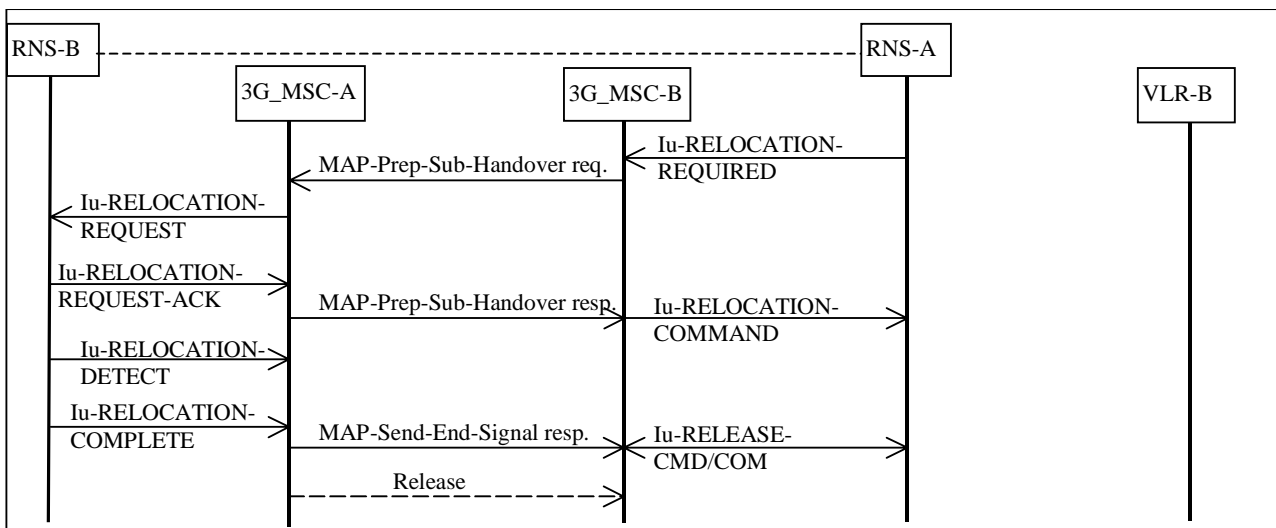 RNS-B
RNS-A
3G_MSC-A
3G_MSC-B
VLR-B
Iu-RELOCATION-
REQUIRED
MAP-Prep-Sub-Handover req.
Iu-RELOCATION-
REQUEST
Iu-RELOCATION-
REQUEST-ACK
MAP-Prep-Sub-Handover resp.
Iu-RELOCATION-
COMMAND
Iu-RELOCATION-
DETECT
Iu-RELOCATION-
COMPLETE
MAP-Send-End-Signal resp.
Iu-RELEASE-
CMD/COM
Release